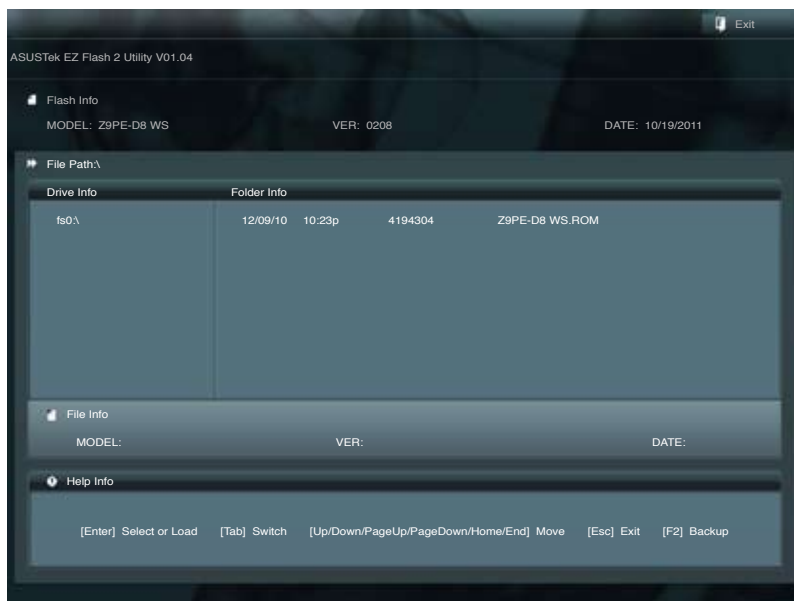 Exit
ASUSTek EZ Flash 2 Utility V01.04
Flash Info
MODEL: Z9PE-D8 WS VER: 0208 DATE: 10/19/2011
File Path:\
Drive Info Folder Info
fs0:\ 12/09/10 10:23p 4194304 Z9PE-D8 WS.ROM
File Info
MODEL: VER: DATE:
Help Info
[Enter] Select or Load [Tab] Switch [Up/Down/PageUp/PageDown/Home/End] Move [Esc] Exit [F2] Backup